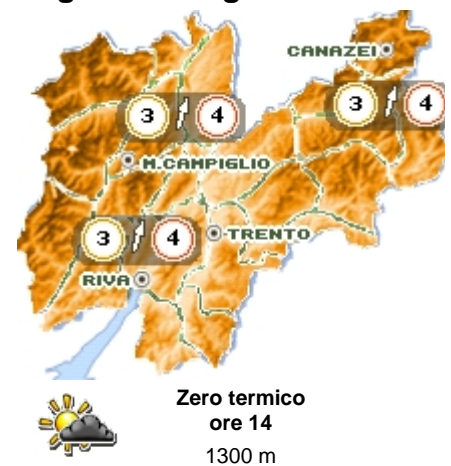 CANAZEI
3 4
3 4
M.CAMPIGLIO
3 4
TRENTO
RIVA
Zero termico
ore 14
1300 m